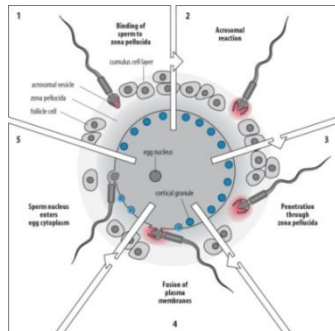 1
Binding of
sperm to
zona pellucida
2
Acrosomal
reaction
cumulus cell layer
acrosomal vesicle
zona pellucida
follicle cell
5
egg nucleus
3
cortical granule
Sperm nucleus
enters
egg cytoplasm
Penetration
through
zona pellucida
Fusion of
plasma
membranes
4